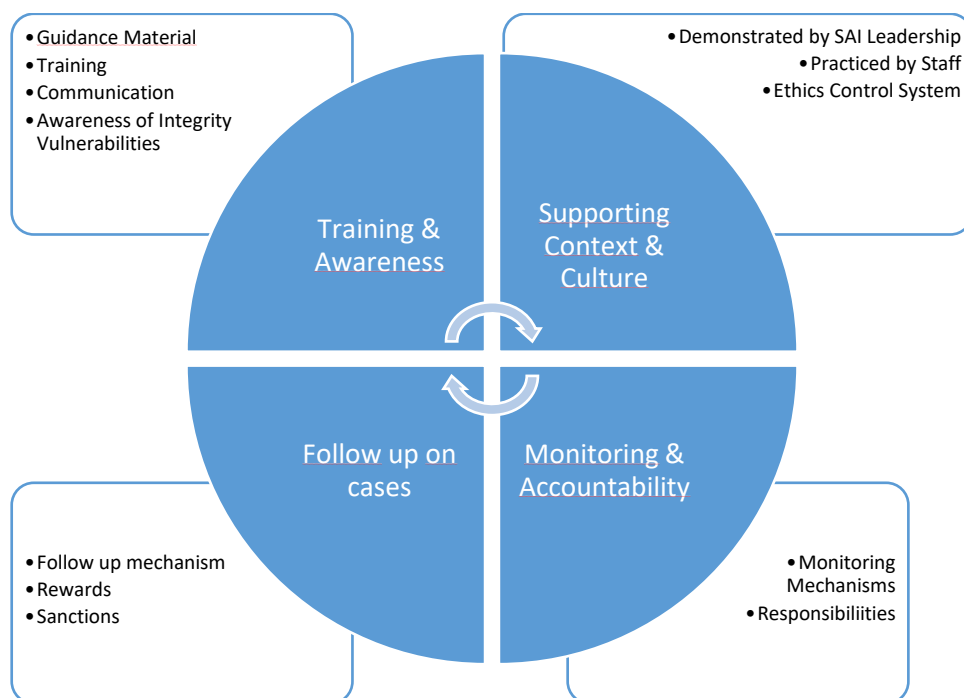 •Guidance Material
•Training
•Communication
•Awareness of Integrity
Vulnerabilities
•Demonstrated by SAI Leadership
•Practiced by Staff
•Ethics Control System
Training &
Awareness
Supporting
Context &
Culture
Follow up on
cases
Monitoring &
Accountability
•Follow up mechanism
•Rewards
•Sanctions
•Monitoring
Mechanisms
•Responsibiliities